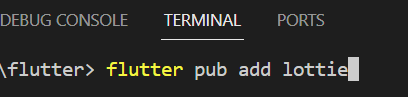 DEBUG CONSOLE TERMINAL PORTS
\flutter> flutter pub add lottie